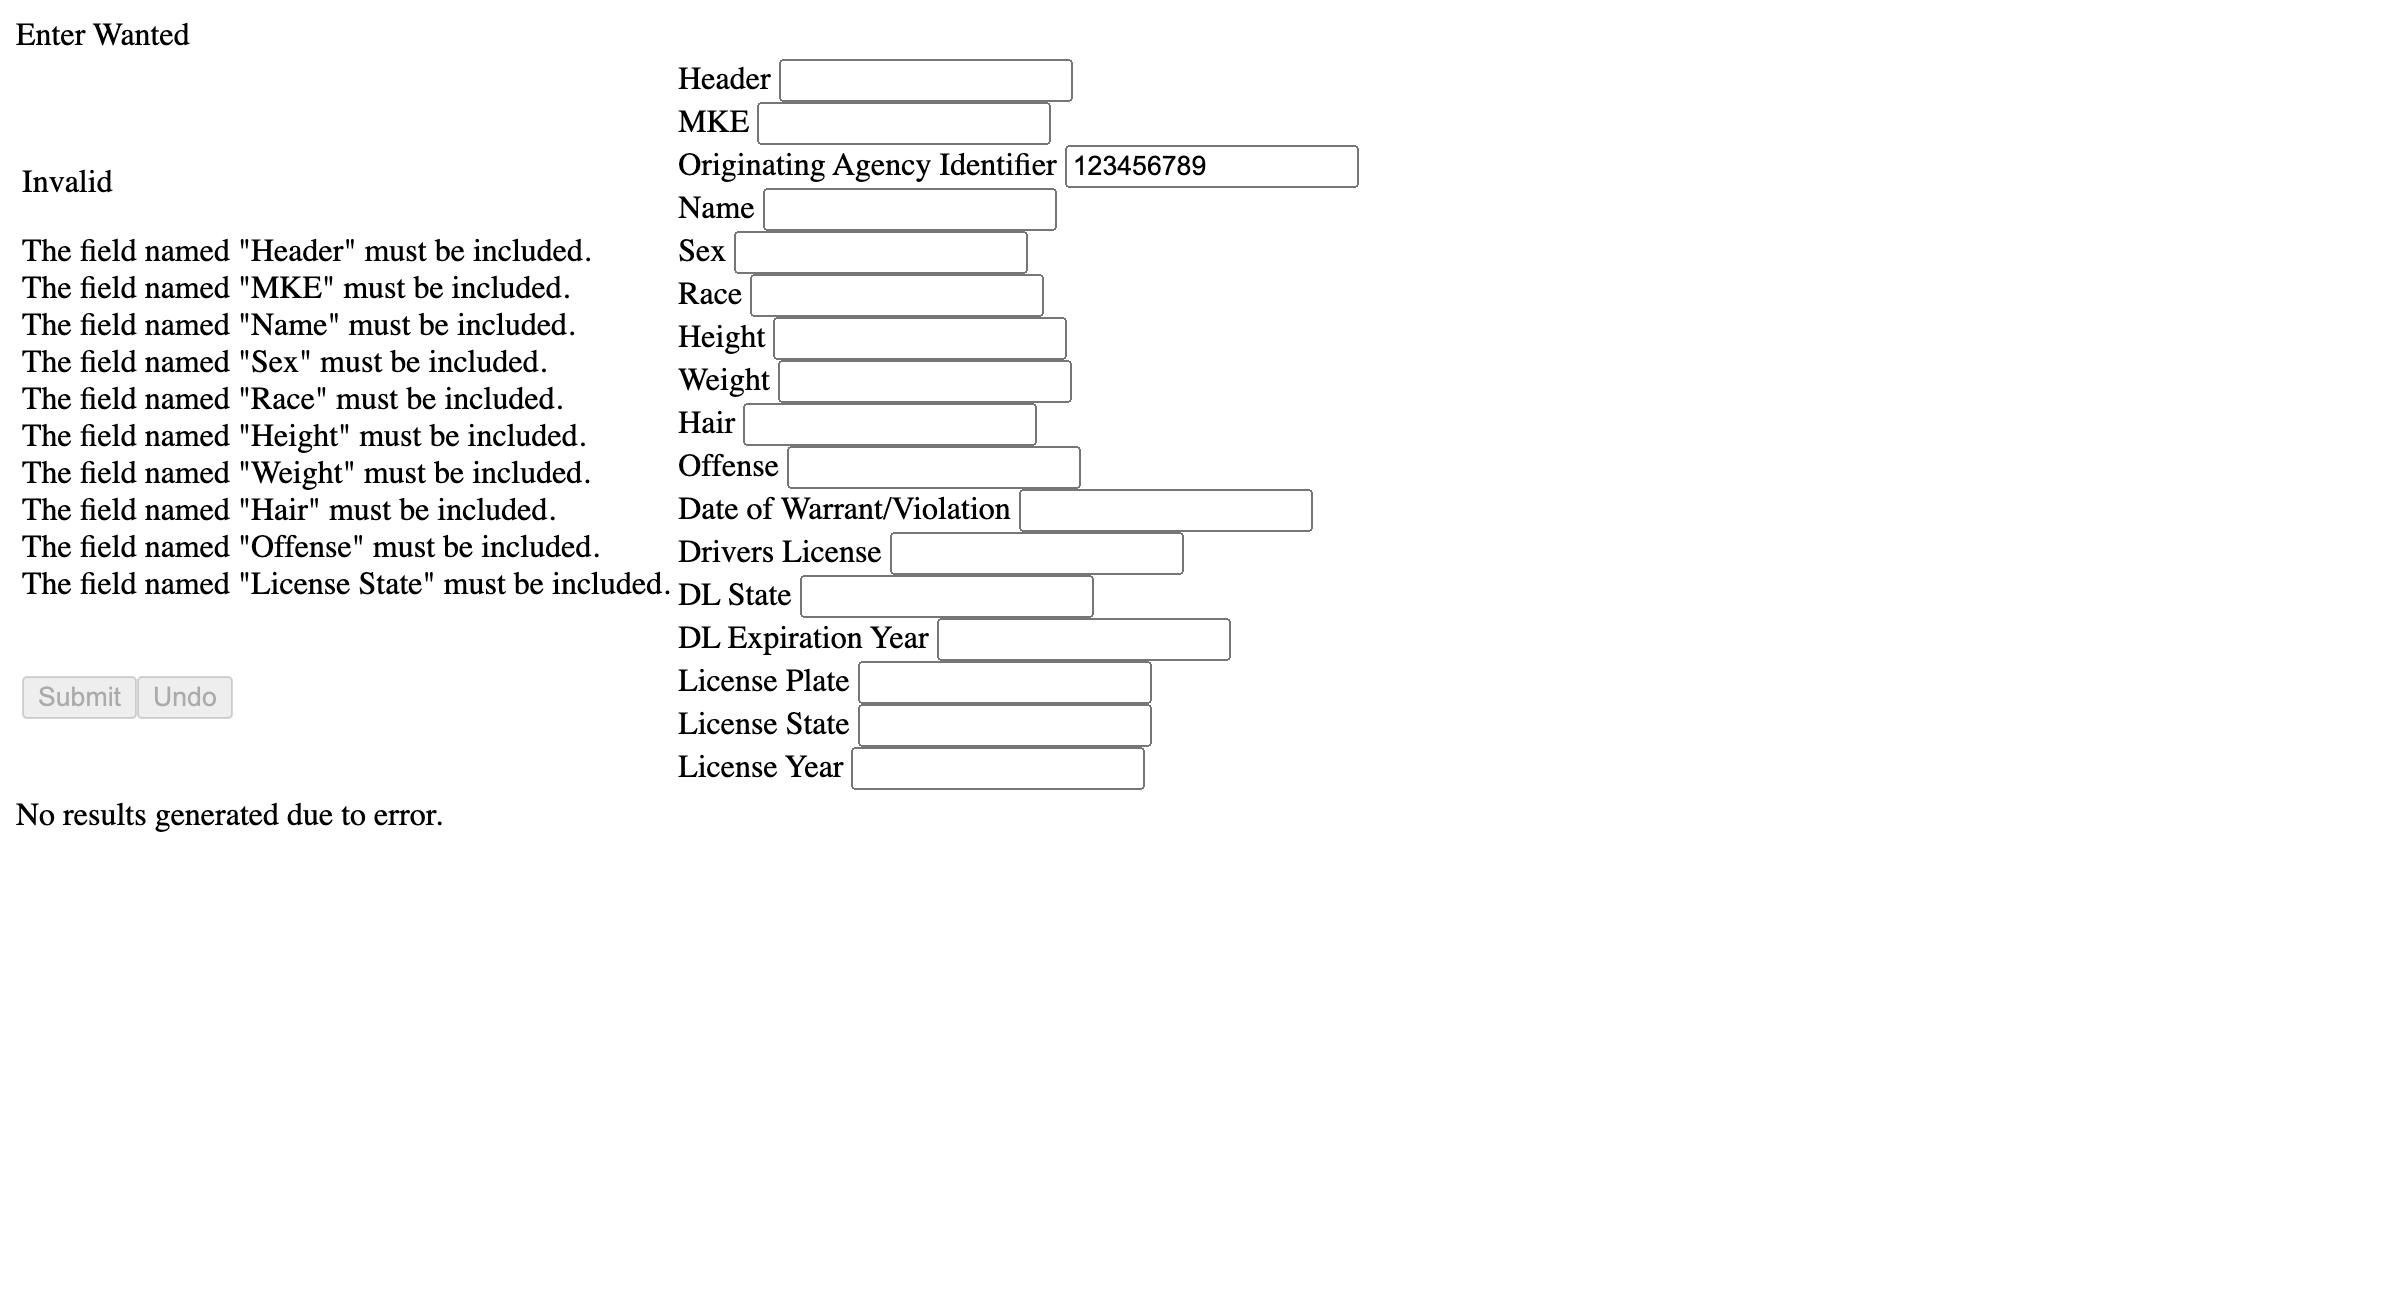 Enter Wanted
Invalid
The field named "Header" must be included.
The field named "MKE" must be included.
The field named "Name" must be included.
The field named "Sex" must be included.
The field named "Race" must be included.
The field named "Height" must be included.
The field named "Weight" must be included.
The field named "Hair" must be included.
The field named "Offense" must be included.
The field named "License State" must be included.
Submit Undo
Header
MKE
Originating Agency Identifier 123456789
Name
Sex
Race
Height
Weight
Hair
Offense
Date of Warrant/Violation
Drivers License
DL State
DL Expiration Year
License Plate
License State
License Year
No results generated due to error.